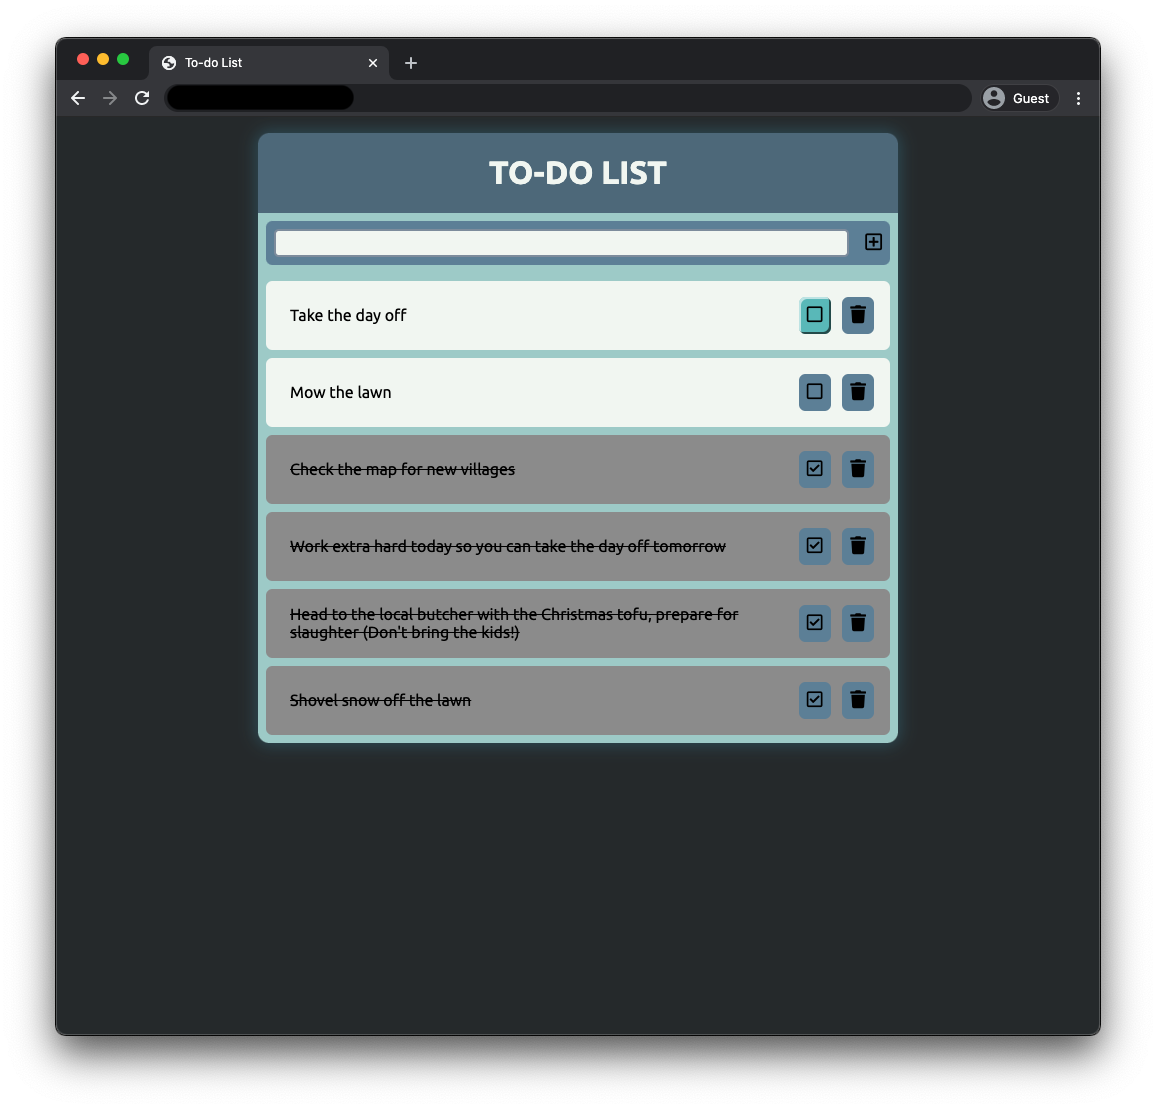 To-do List
Guest
TO-DO LIST
Take the day off
Mow the lawn
Check the map for new villages
Work extra hard today so you can take the day off tomorrow
Head to the local butcher with the Christmas tofu, prepare for
slaughter (Don't bring the kids!)
Shovel snow off the lawn